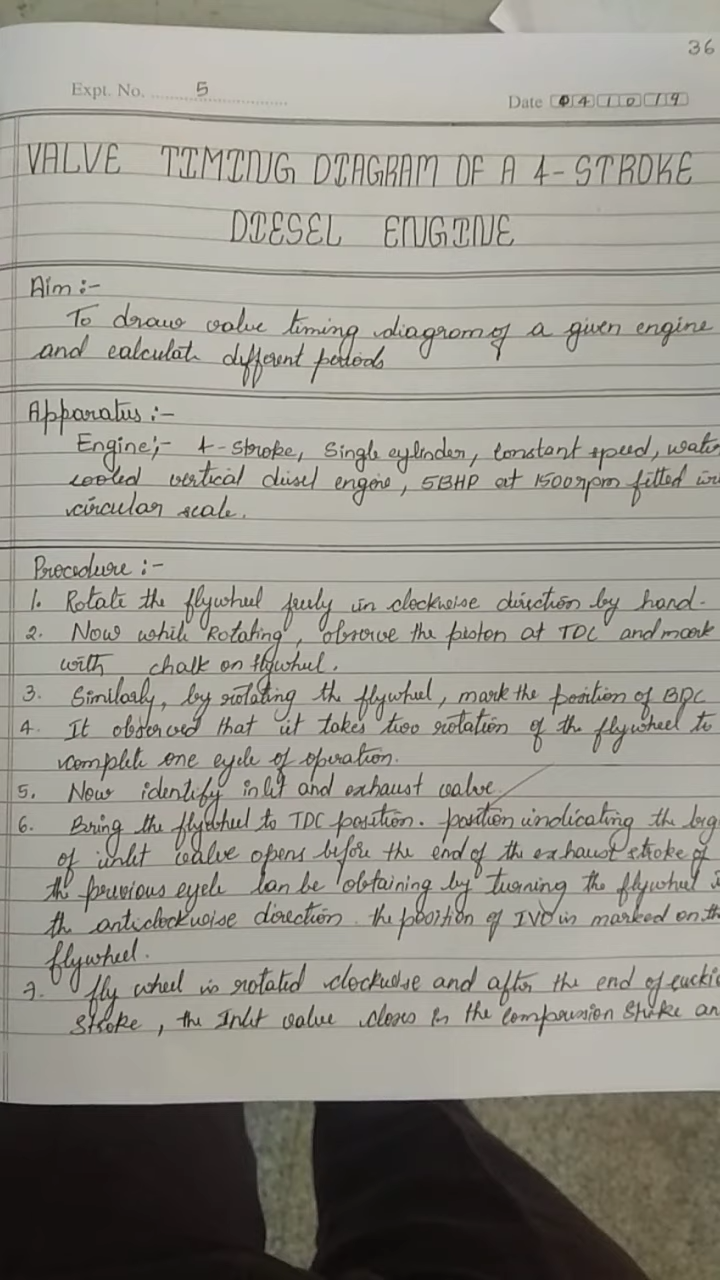 36
Expt. No. 5
Date 04 10 19
VALVE TIMING DIAGRAM OF A 4-STROKE
DIESEL ENGINE
Aim :-
To draw valve timing diagram of a given engine
and calculate different periods
Apparatus :-
Engine ;- 4-Stroke, Single cylinder, Constant speed, water
cooled vertical diesel engine, 5BHP at 1500rpm fitted
circular scale.
Procedure :-
1. Rotate the flywheel freely in clockwise direction by hand.
2. Now while Rotating, observe the piston at TDC and mark
with chalk on flywheel.
3. Similarly, by rotating the flywheel, mark the position of BDC
4. It observed that it takes two rotation of the flywheel to
complete one cycle of operation.
5. Now identify inlet and exhaust valve.
6. Bring the flywheel to TDC position. position indicating the
of inlet valve opens before the end of the exhaust stroke of
the previous cycle can be obtaining by turning the flywheel
the anticlockwise direction. the position of IVO is marked on the
flywheel.
7. fly wheel is rotated clockwise and after the end of
Stroke, the Inlet valve closes in the compression Stroke